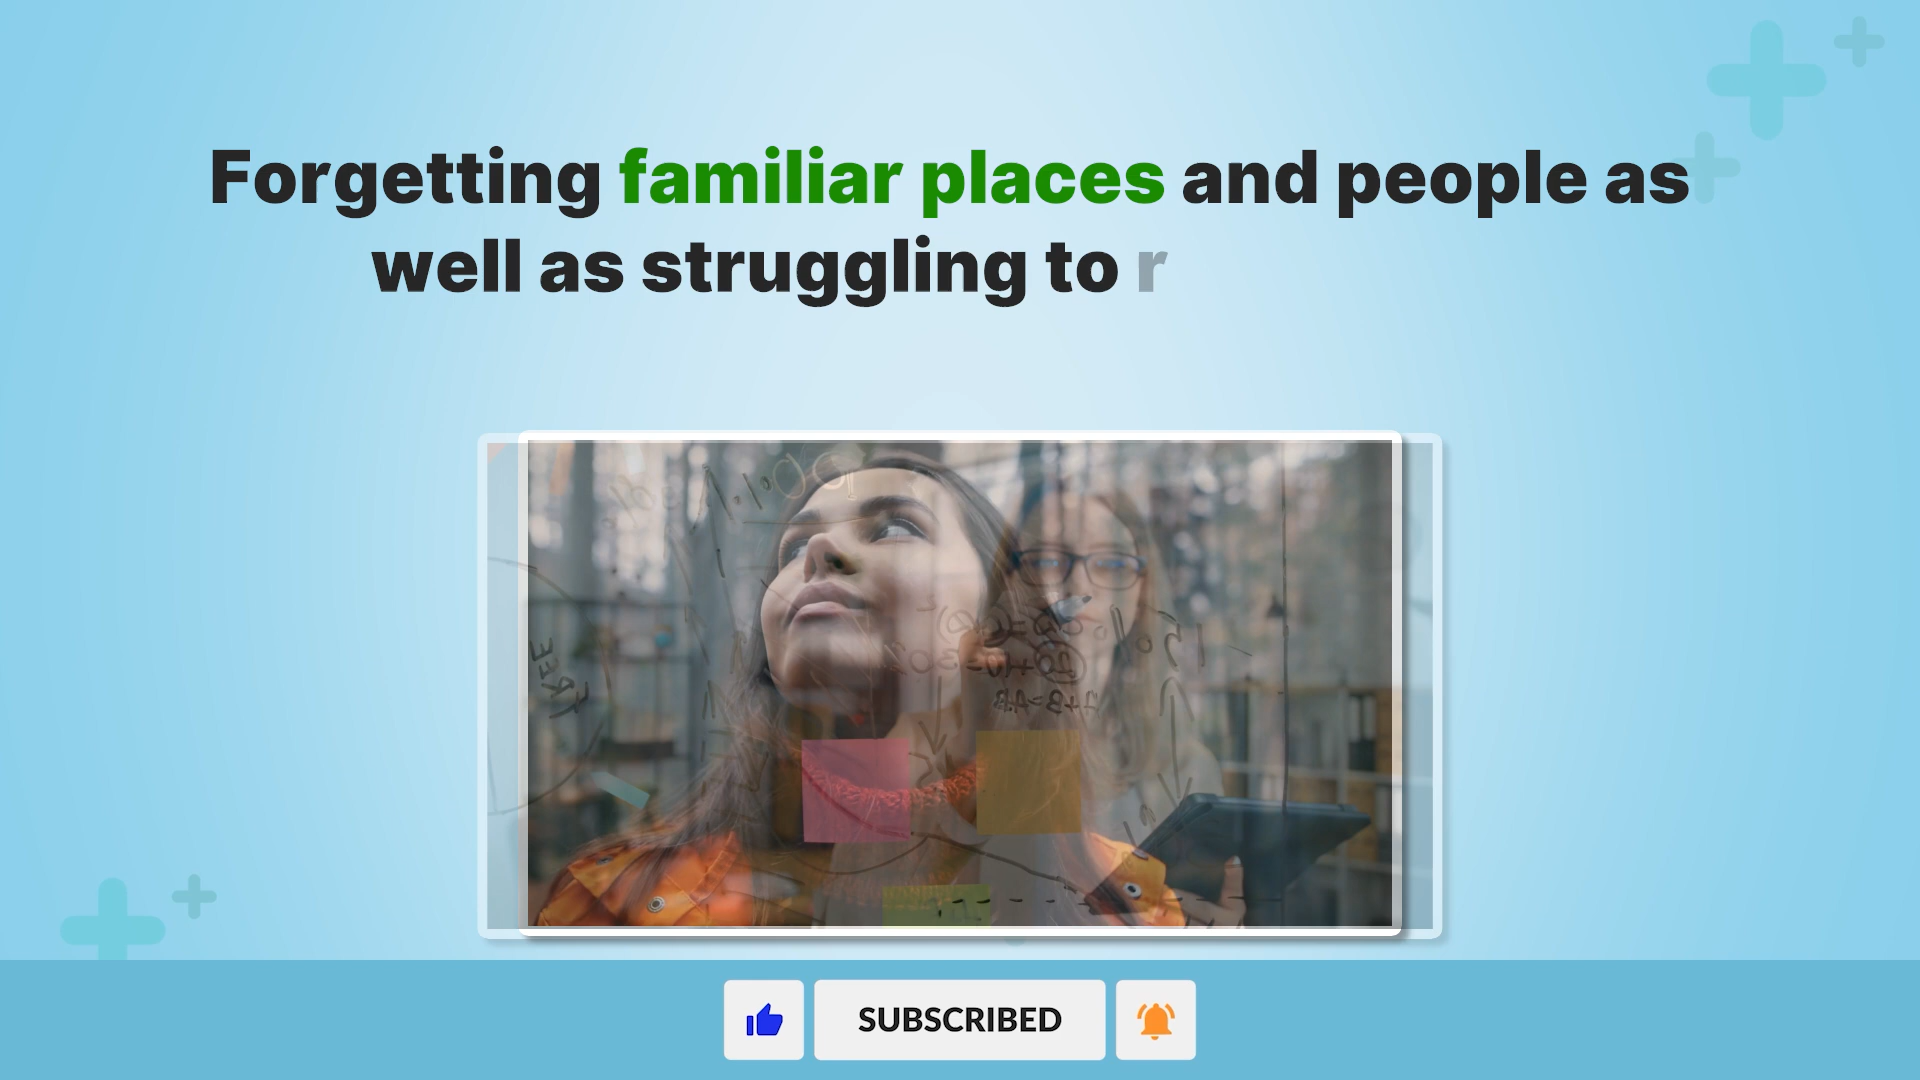 Forgetting familiar places and people as
well as struggling to r
SUBSCRIBED